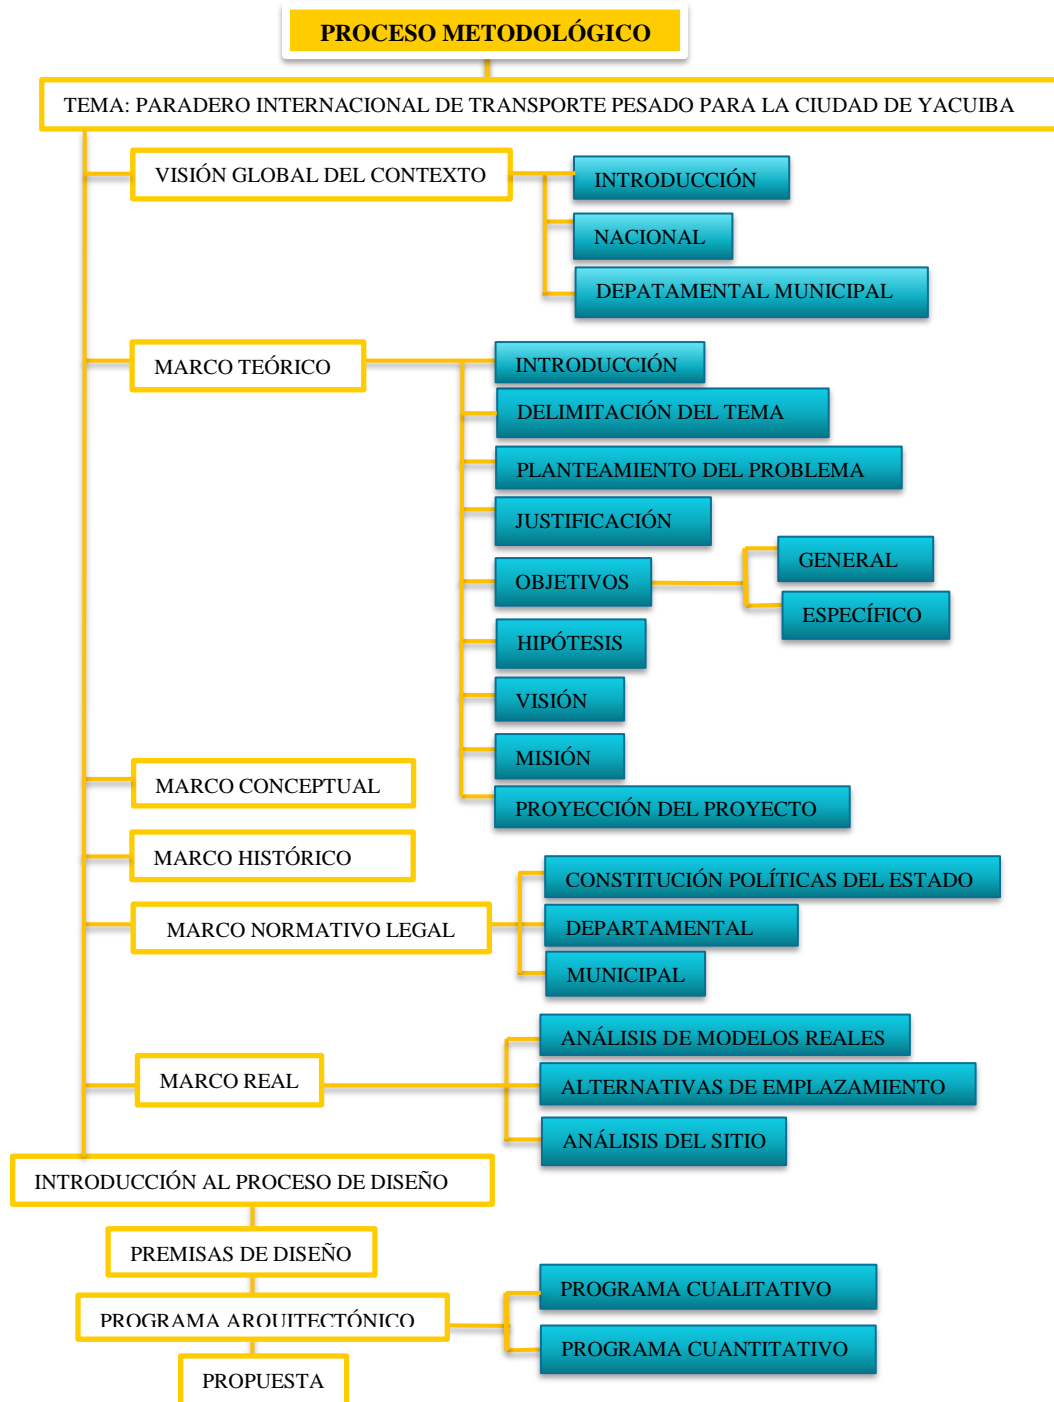 PROCESO METODOLÓGICO
TEMA: PARADERO INTERNACIONAL DE TRANSPORTE PESADO PARA LA CIUDAD DE YACUIBA
VISIÓN GLOBAL DEL CONTEXTO
INTRODUCCIÓN
NACIONAL
DEPATAMENTAL MUNICIPAL
MARCO TEÓRICO
INTRODUCCIÓN
DELIMITACIÓN DEL TEMA
PLANTEAMIENTO DEL PROBLEMA
JUSTIFICACIÓN
OBJETIVOS
GENERAL
ESPECÍFICO
HIPÓTESIS
VISIÓN
MISIÓN
PROYECCIÓN DEL PROYECTO
MARCO CONCEPTUAL
MARCO HISTÓRICO
MARCO NORMATIVO LEGAL
CONSTITUCIÓN POLÍTICAS DEL ESTADO
DEPARTAMENTAL
MUNICIPAL
MARCO REAL
ANÁLISIS DE MODELOS REALES
ALTERNATIVAS DE EMPLAZAMIENTO
ANÁLISIS DEL SITIO
INTRODUCCIÓN AL PROCESO DE DISEÑO
PREMISAS DE DISEÑO
PROGRAMA ARQUITECTÓNICO
PROGRAMA CUALITATIVO
PROGRAMA CUANTITATIVO
PROPUESTA